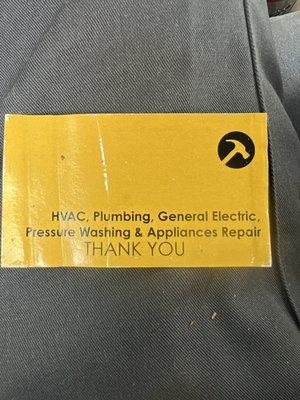 HVAC, Plumbing, General Electric,
Pressure Washing & Appliances Repair
THANK YOU